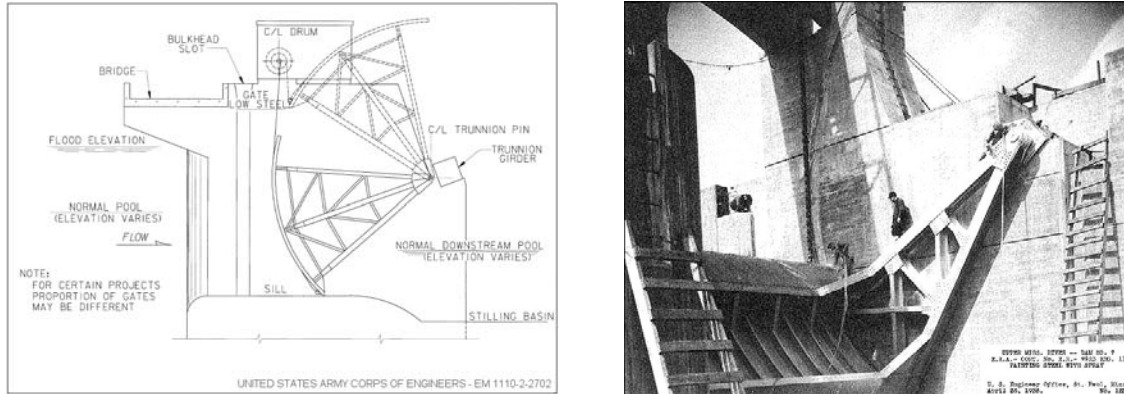 C/L DRUM
BULKHEAD
SLOT
BRIDGE
GATE
LOW STEEL
C/L TRUNNION PIN
TRUNNION
GIRDER
FLOOD ELEVATION
NORMAL POOL
(ELEVATION VARIES)
FLOW
NORMAL DOWNSTREAM POOL
(ELEVATION VARIES)
NOTE:
FOR CERTAIN PROJECTS
PROPORTION OF GATES
MAY BE DIFFERENT
SILL
STILLING BASIN
UNITED STATES ARMY CORPS OF ENGINEERS - EM 1110-2-2702
UPPER MISS. RIVER -- DAM NO. 7
PAINTING STEEL WITH SPRAY
U. S. Engineer Office, St. Paul, Minn
April 26, 1938.